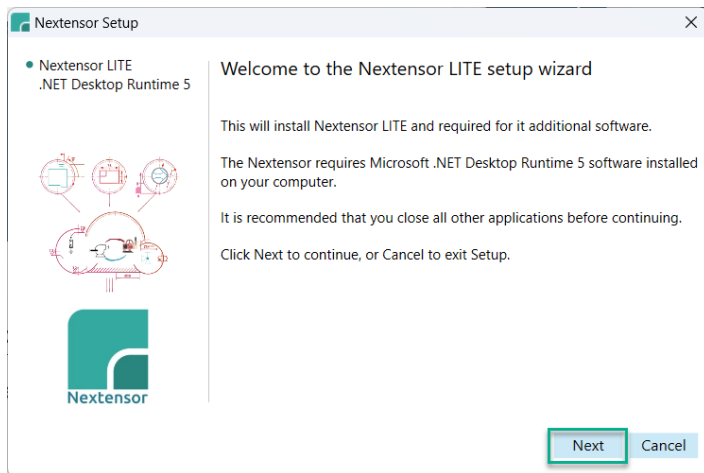 Nextensor Setup
Nextensor LITE
.NET Desktop Runtime 5
Welcome to the Nextensor LITE setup wizard
This will install Nextensor LITE and required for it additional software.
The Nextensor requires Microsoft .NET Desktop Runtime 5 software installed
on your computer.
It is recommended that you close all other applications before continuing.
Click Next to continue, or Cancel to exit Setup.
Nextensor
Next
Cancel